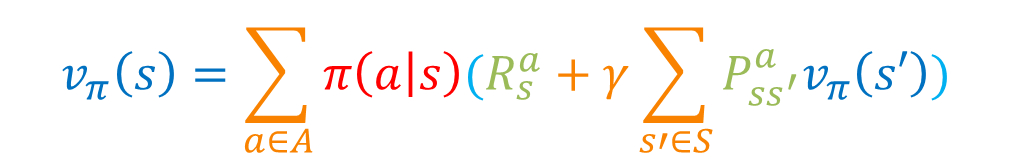 v_π(s) = ∑_{a∈A} π(a|s)(R_s^a + γ ∑_{s′∈S} P_{ss′}^a v_π(s′))